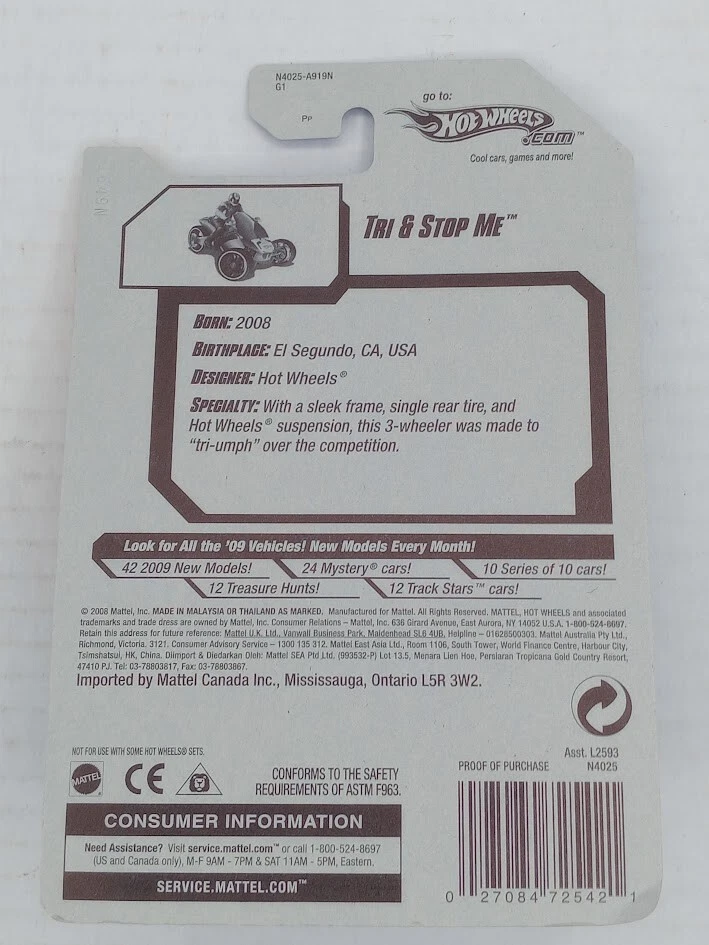 N4025-A919N
G1
PP
go to:
HOT WHEELS
.COM™
Cool cars, games and more!
TRI & STOP ME™
BORN: 2008
BIRTHPLACE: El Segundo, CA, USA
DESIGNER: Hot Wheels®
SPECIALTY: With a sleek frame, single rear tire, and
Hot Wheels® suspension, this 3-wheeler was made to
"tri-umph" over the competition.
Look for All the '09 Vehicles! New Models Every Month!
42 2009 New Models! 24 Mystery® cars! 10 Series of 10 cars!
12 Treasure Hunts! 12 Track Stars™ cars!
© 2008 Mattel, Inc. MADE IN MALAYSIA OR THAILAND AS MARKED. Manufactured for Mattel. All Rights Reserved. MATTEL, HOT WHEELS and associated
trademarks and trade dress are owned by Mattel, Inc. Consumer Relations – Mattel, Inc. 636 Girard Avenue, East Aurora, NY 14052 U.S.A. 1-800-524-8697.
Retain this address for future reference: Mattel U.K. Ltd., Vanwall Business Park, Maidenhead SL6 4UB, Helpline – 01628500303. Mattel Australia Pty Ltd.,
Richmond, Victoria. 3121. Consumer Advisory Service – 1300 135 312. Mattel East Asia Ltd., Room 1106, South Tower, World Finance Centre, Harbour City,
Tsimshatsui, HK, China. Diimport & Diedarkan Oleh: Mattel SEA Ptd Ltd. (993532-P) Lot 13.5, Menara Lien Hoe, Persiaran Tropicana Gold Country Resort,
47410 PJ. Tel: 03-78803817, Fax: 03-78803867.
Imported by Mattel Canada Inc., Mississauga, Ontario L5R 3W2.
NOT FOR USE WITH SOME HOT WHEELS® SETS.
MATTEL
CE
CONFORMS TO THE SAFETY
REQUIREMENTS OF ASTM F963.
Asst. L2593
PROOF OF PURCHASE N4025
CONSUMER INFORMATION
Need Assistance? Visit service.mattel.com™ or call 1-800-524-8697
(US and Canada only), M-F 9AM - 7PM & SAT 11AM - 5PM, Eastern.
SERVICE.MATTEL.COM™
0 27084 72542 1